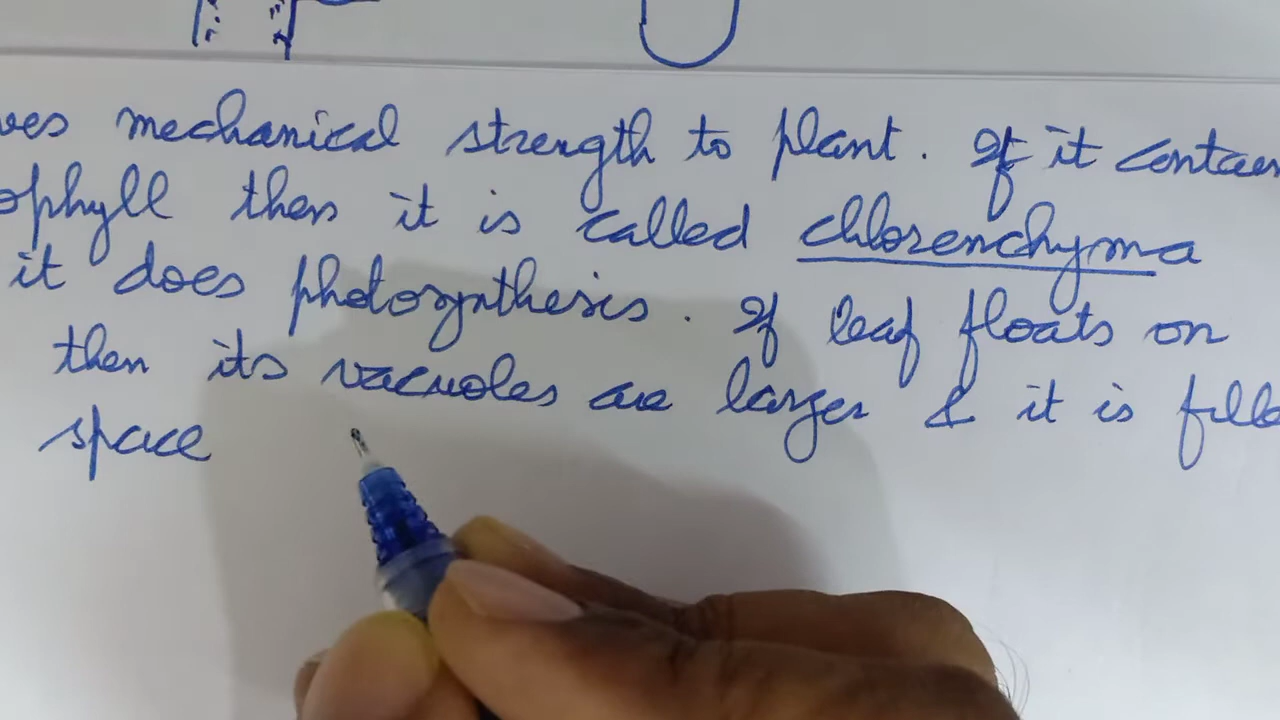 ves mechanical strength to plant. If it contain
ophyll then it is called chlorenchyma
it does photosynthesis. If leaf floats on
then its vacuoles are larger & it is fille
space